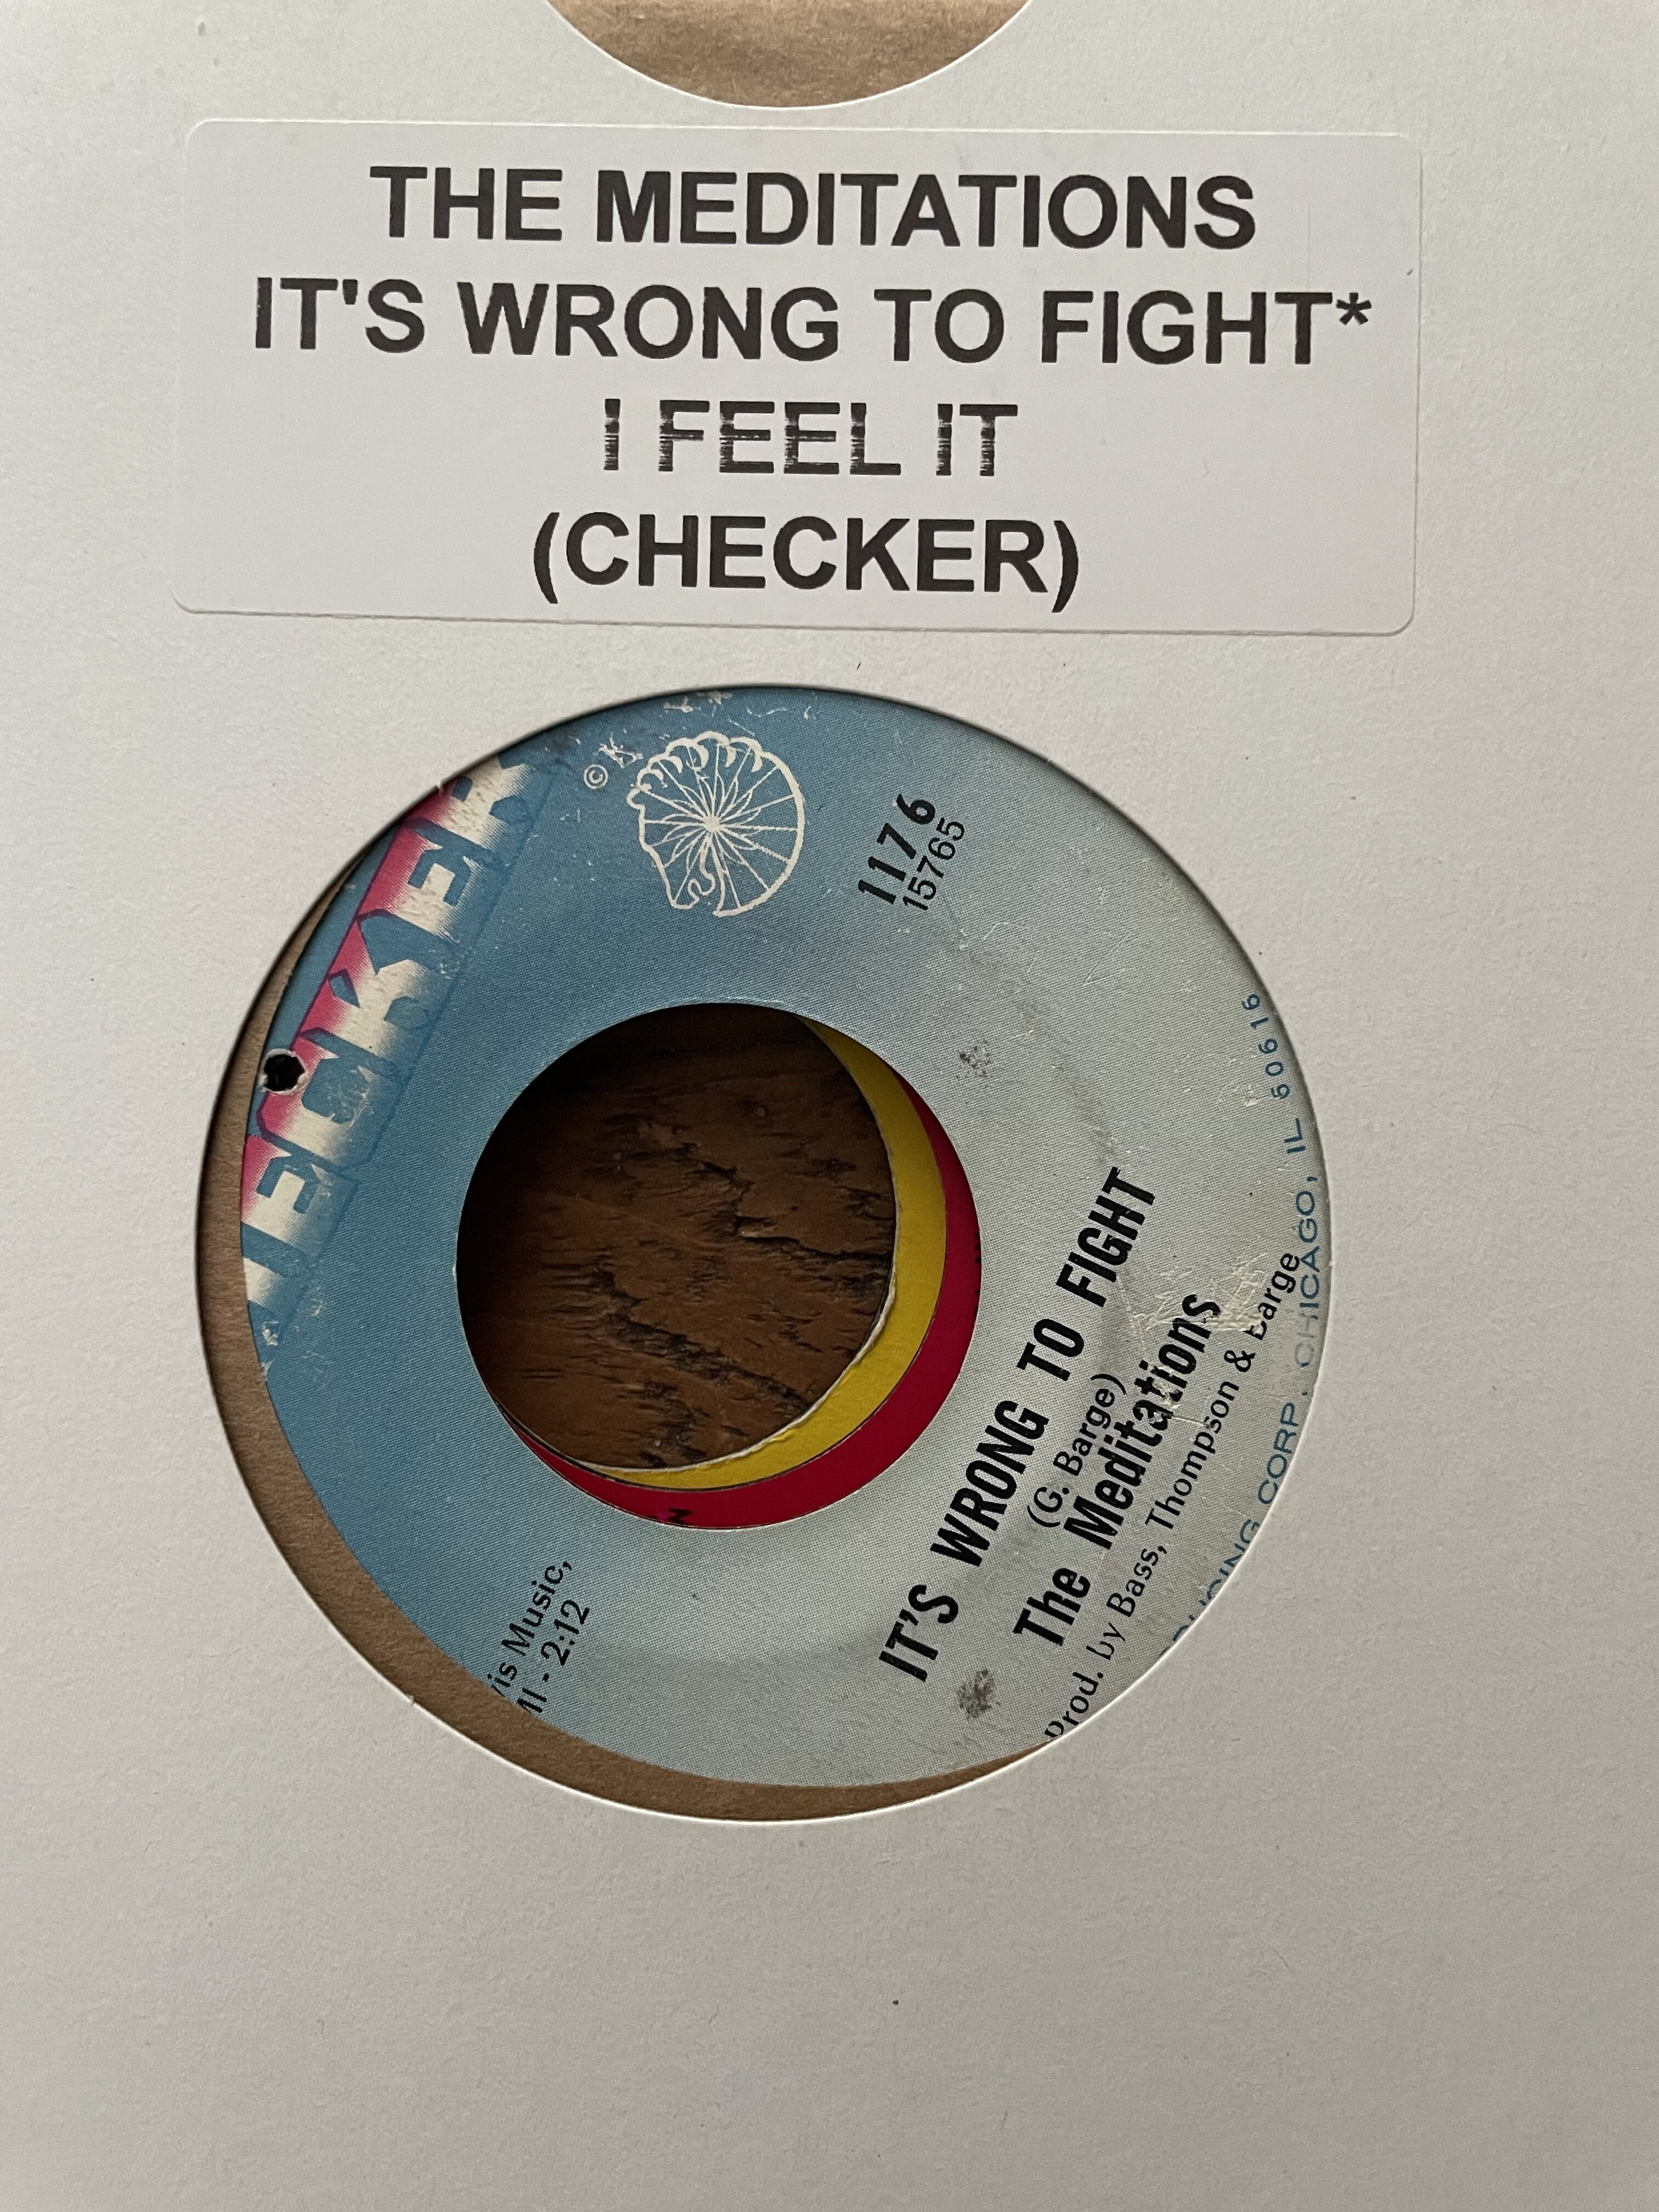 THE MEDITATIONS
IT'S WRONG TO FIGHT*
I FEEL IT
(CHECKER)
©
1176
15765
Music,
2:12
IT'S WRONG TO FIGHT
(G. Barge)
The Meditations
Prod. by Bass, Thompson & Barge
CORP., CHICAGO, IL 60616